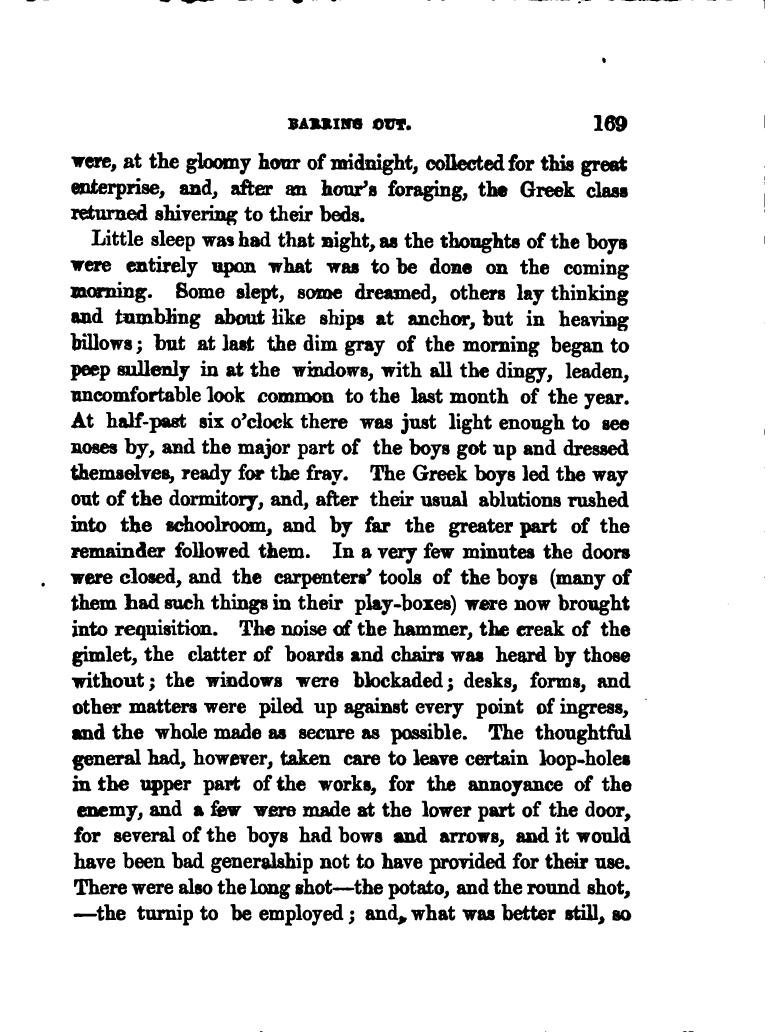 BARRING OUT. 169
were, at the gloomy hour of midnight, collected for this great
enterprise, and, after an hour's foraging, the Greek class
returned shivering to their beds.
Little sleep was had that night, as the thoughts of the boys
were entirely upon what was to be done on the coming
morning. Some slept, some dreamed, others lay thinking
and tumbling about like ships at anchor, but in heaving
billows; but at last the dim gray of the morning began to
peep sullenly in at the windows, with all the dingy, leaden,
uncomfortable look common to the last month of the year.
At half-past six o'clock there was just light enough to see
noses by, and the major part of the boys got up and dressed
themselves, ready for the fray. The Greek boys led the way
out of the dormitory, and, after their usual ablutions rushed
into the schoolroom, and by far the greater part of the
remainder followed them. In a very few minutes the doors
were closed, and the carpenters' tools of the boys (many of
them had such things in their play-boxes) were now brought
into requisition. The noise of the hammer, the creak of the
gimlet, the clatter of boards and chairs was heard by those
without; the windows were blockaded; desks, forms, and
other matters were piled up against every point of ingress,
and the whole made as secure as possible. The thoughtful
general had, however, taken care to leave certain loop-holes
in the upper part of the works, for the annoyance of the
enemy, and a few were made at the lower part of the door,
for several of the boys had bows and arrows, and it would
have been bad generalship not to have provided for their use.
There were also the long shot—the potato, and the round shot,
—the turnip to be employed; and, what was better still, so